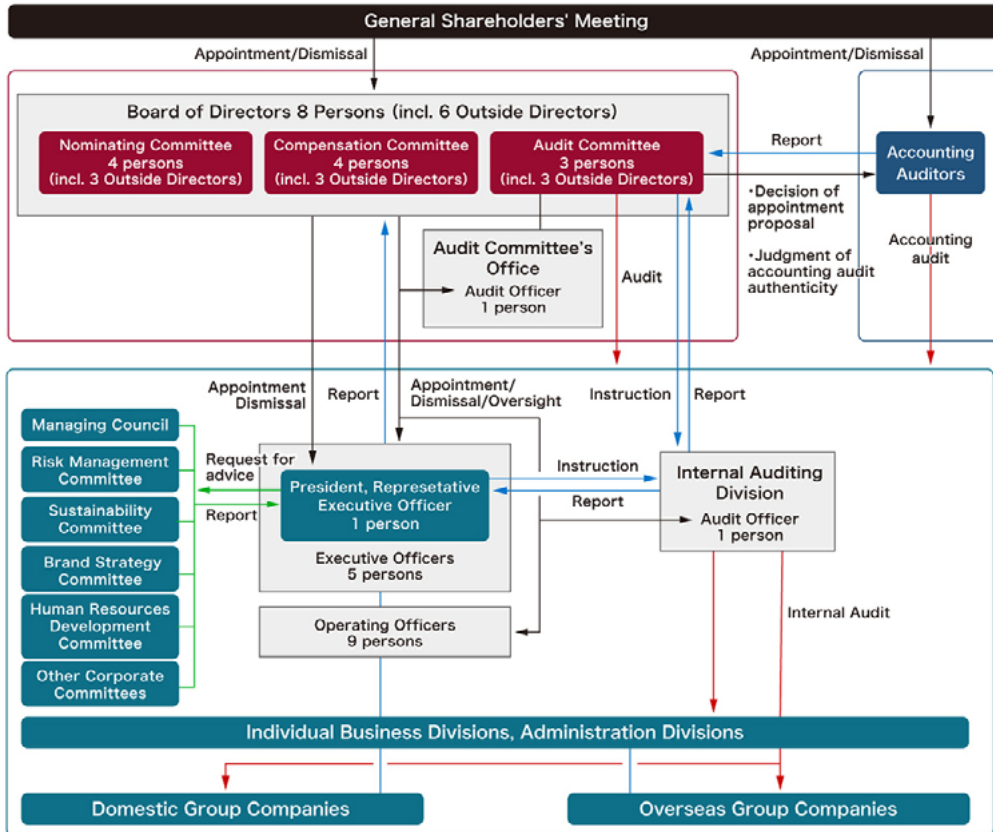 General Shareholders' Meeting
Appointment/Dismissal
Appointment/Dismissal
Board of Directors 8 Persons (incl. 6 Outside Directors)
Nominating Committee
4 persons
(incl. 3 Outside Directors)
Compensation Committee
4 persons
(incl. 3 Outside Directors)
Audit Committee
3 persons
(incl. 3 Outside Directors)
Report
Accounting
Auditors
・Decision of
appointment
proposal
・Judgment of
accounting audit
authenticity
Accounting
audit
Audit Committee's
Office
Audit Officer
1 person
Audit
Appointment
Dismissal
Report
Appointment/
Dismissal/Oversight
Instruction
Report
Managing Council
Risk Management
Committee
Sustainability
Committee
Brand Strategy
Committee
Human Resources
Development
Committee
Other Corporate
Committees
Request for
advice
Report
President, Represetative
Executive Officer
1 person
Executive Officers
5 persons
Instruction
Report
Internal Auditing
Division
Audit Officer
1 person
Operating Officers
9 persons
Internal Audit
Individual Business Divisions, Administration Divisions
Domestic Group Companies
Overseas Group Companies